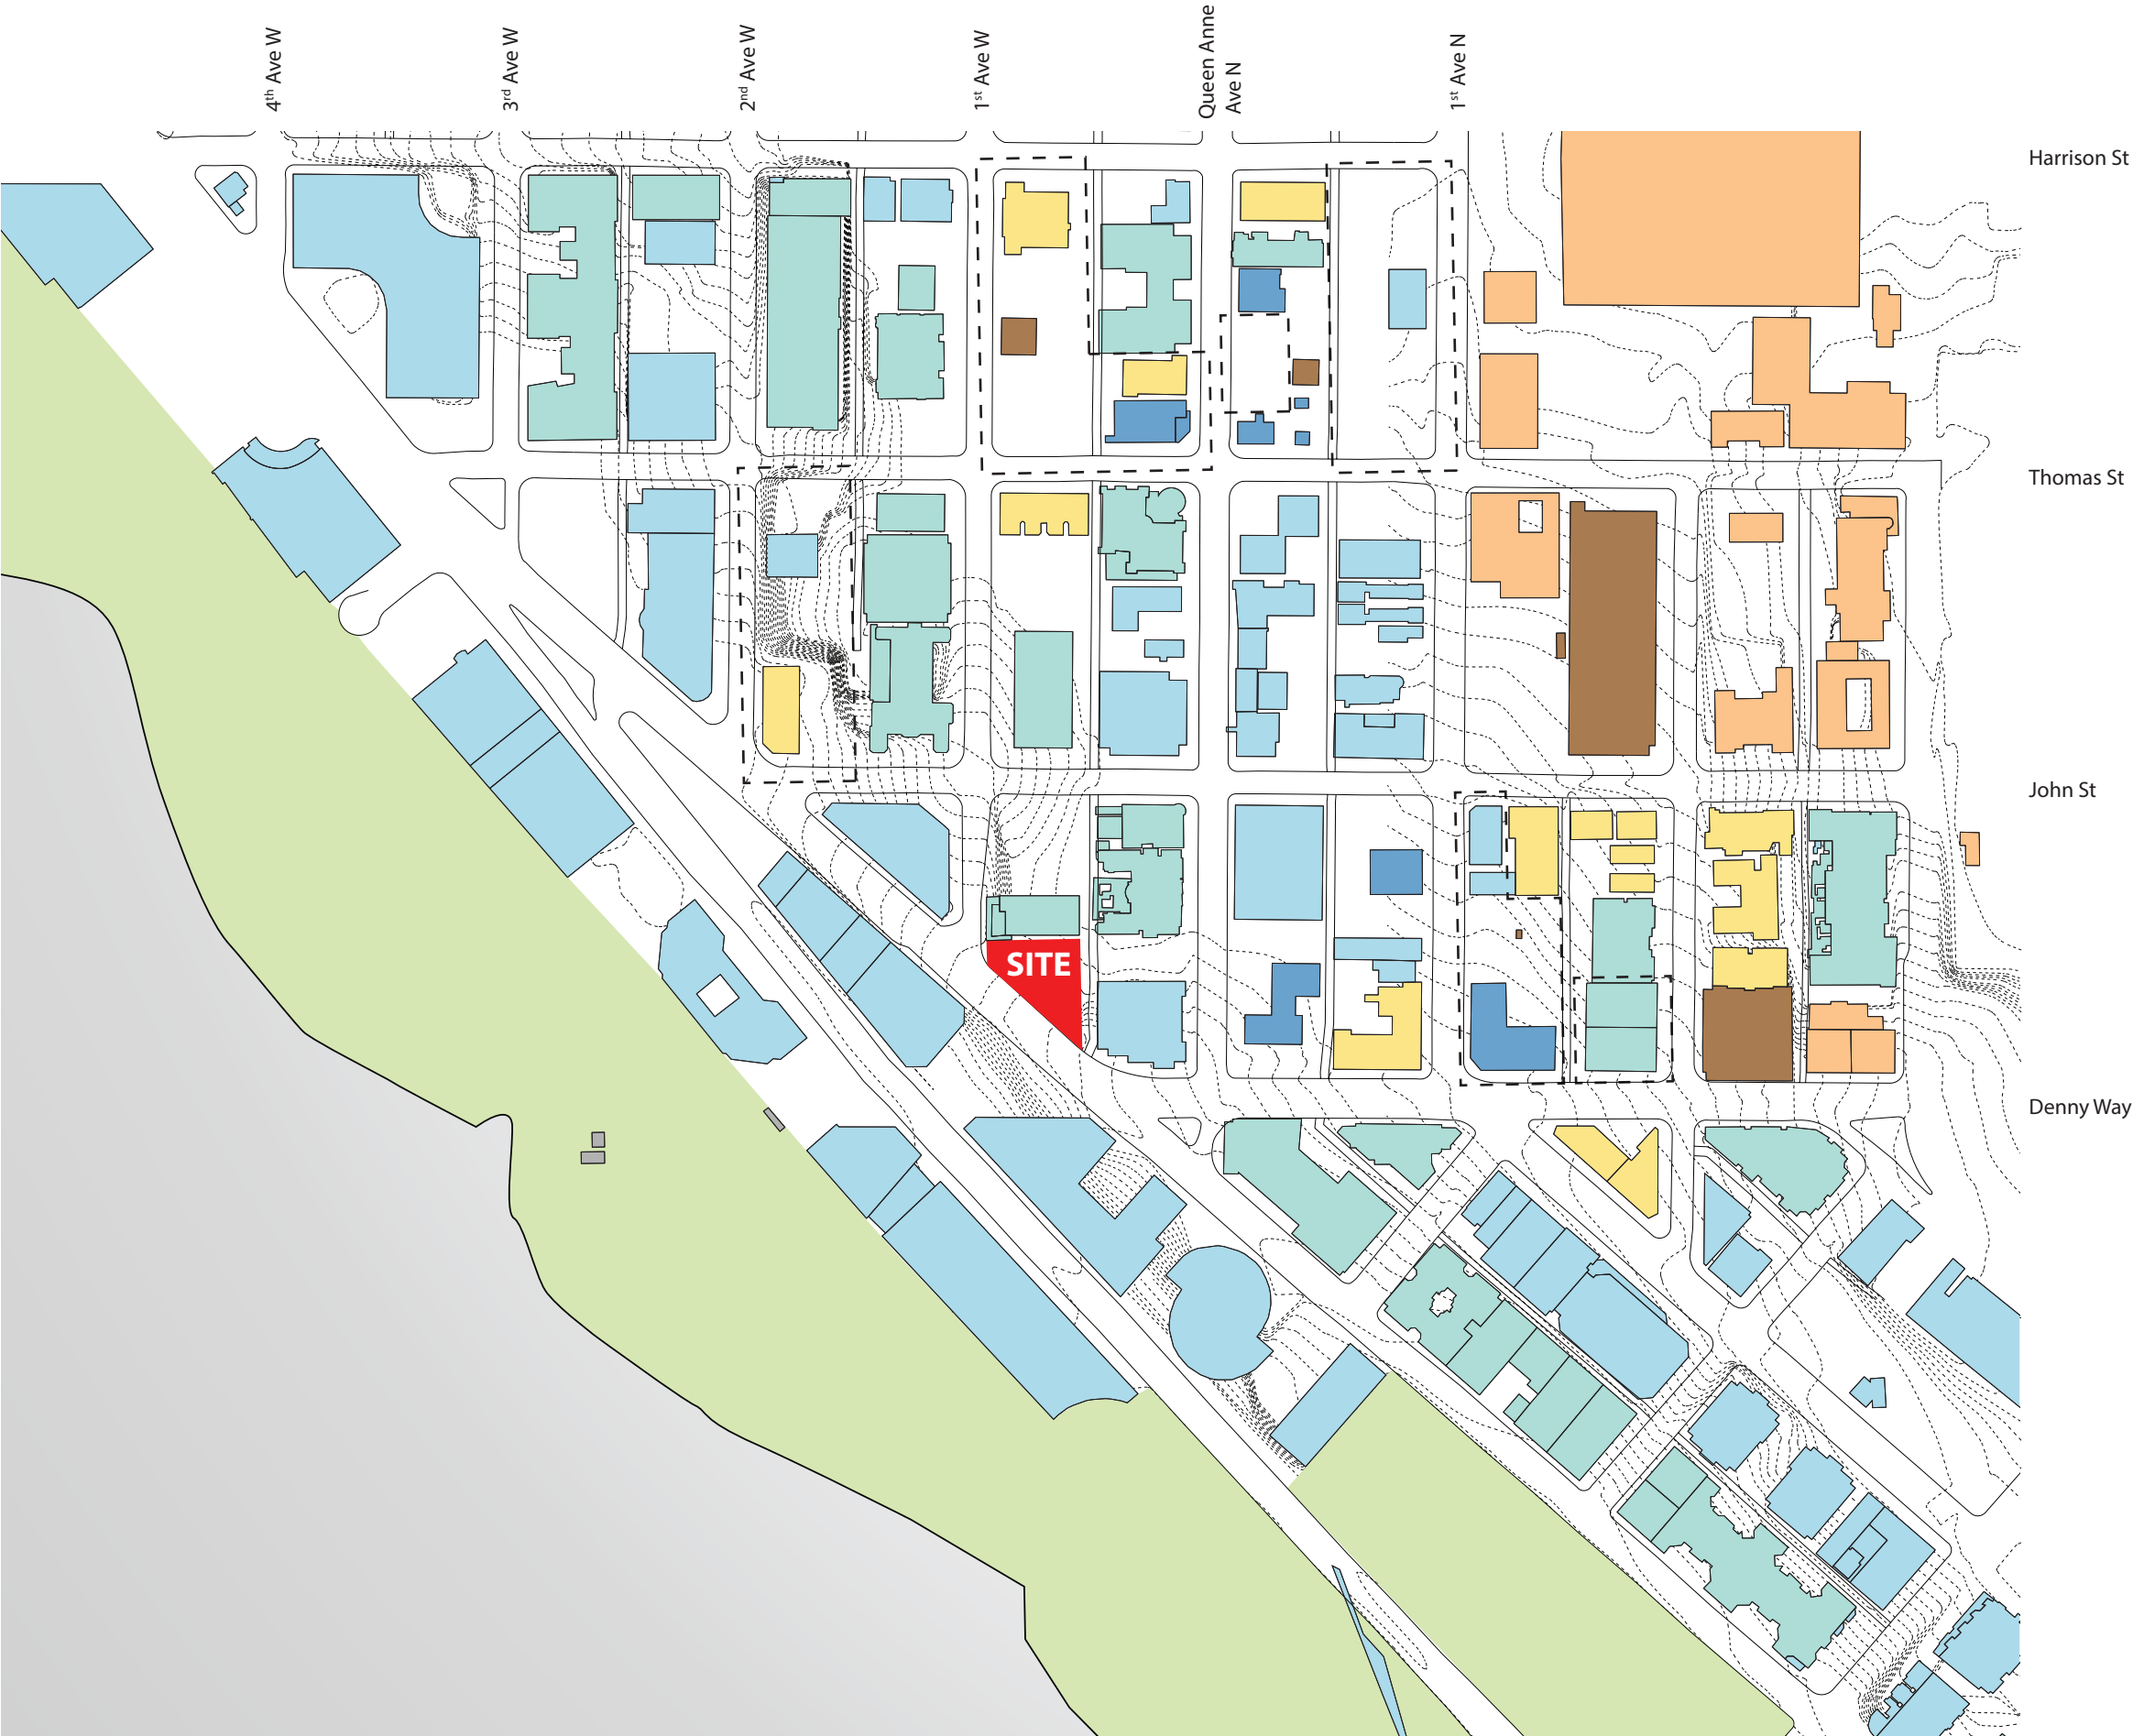 4th Ave W
3rd Ave W
2nd Ave W
1st Ave W
Queen Anne
Ave N
1st Ave N
Harrison St
Thomas St
John St
SITE
Denny Way